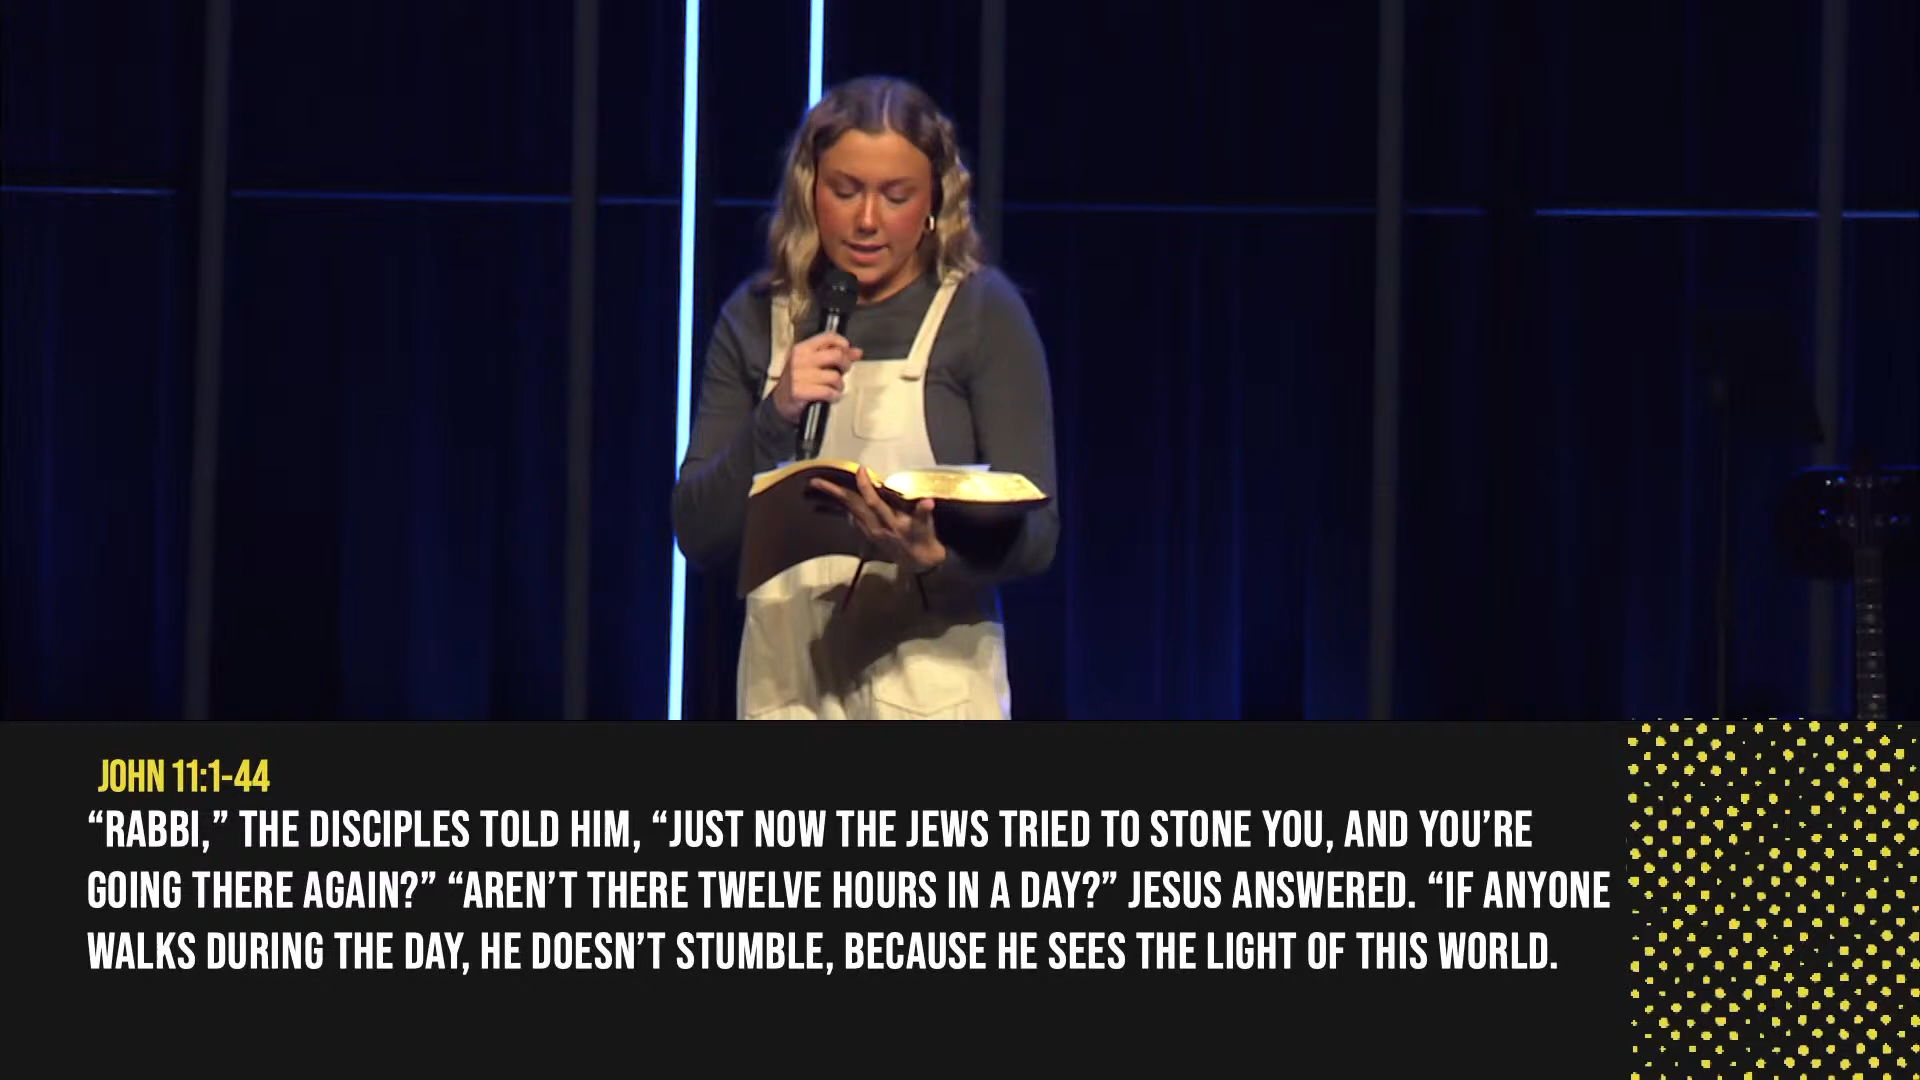 JOHN 11:1-44
“RABBI,” THE DISCIPLES TOLD HIM, “JUST NOW THE JEWS TRIED TO STONE YOU, AND YOU’RE
GOING THERE AGAIN?” “AREN’T THERE TWELVE HOURS IN A DAY?” JESUS ANSWERED. “IF ANYONE
WALKS DURING THE DAY, HE DOESN’T STUMBLE, BECAUSE HE SEES THE LIGHT OF THIS WORLD.